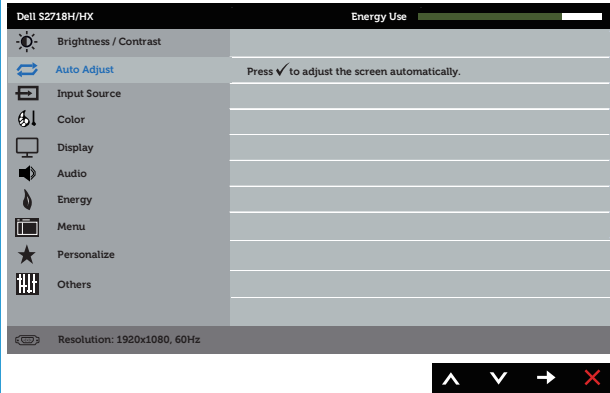 Dell S2718H/HX
Energy Use
Brightness / Contrast
Auto Adjust
Press ✓ to adjust the screen automatically.
Input Source
Color
Display
Audio
Energy
Menu
Personalize
Others
Resolution: 1920x1080, 60Hz